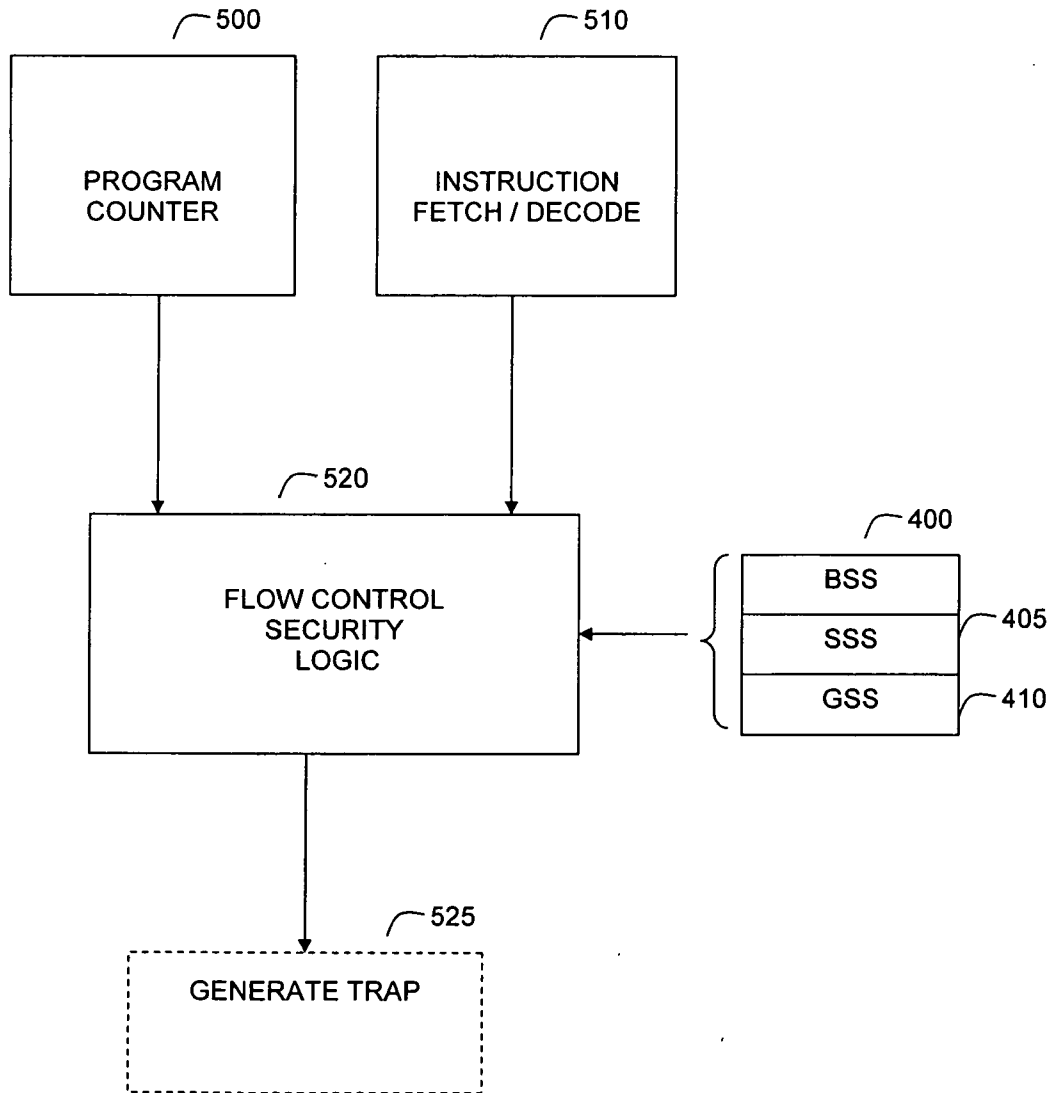 500
510
PROGRAM
COUNTER
INSTRUCTION
FETCH / DECODE
520
FLOW CONTROL
SECURITY
LOGIC
400
BSS
405
SSS
410
GSS
525
GENERATE TRAP